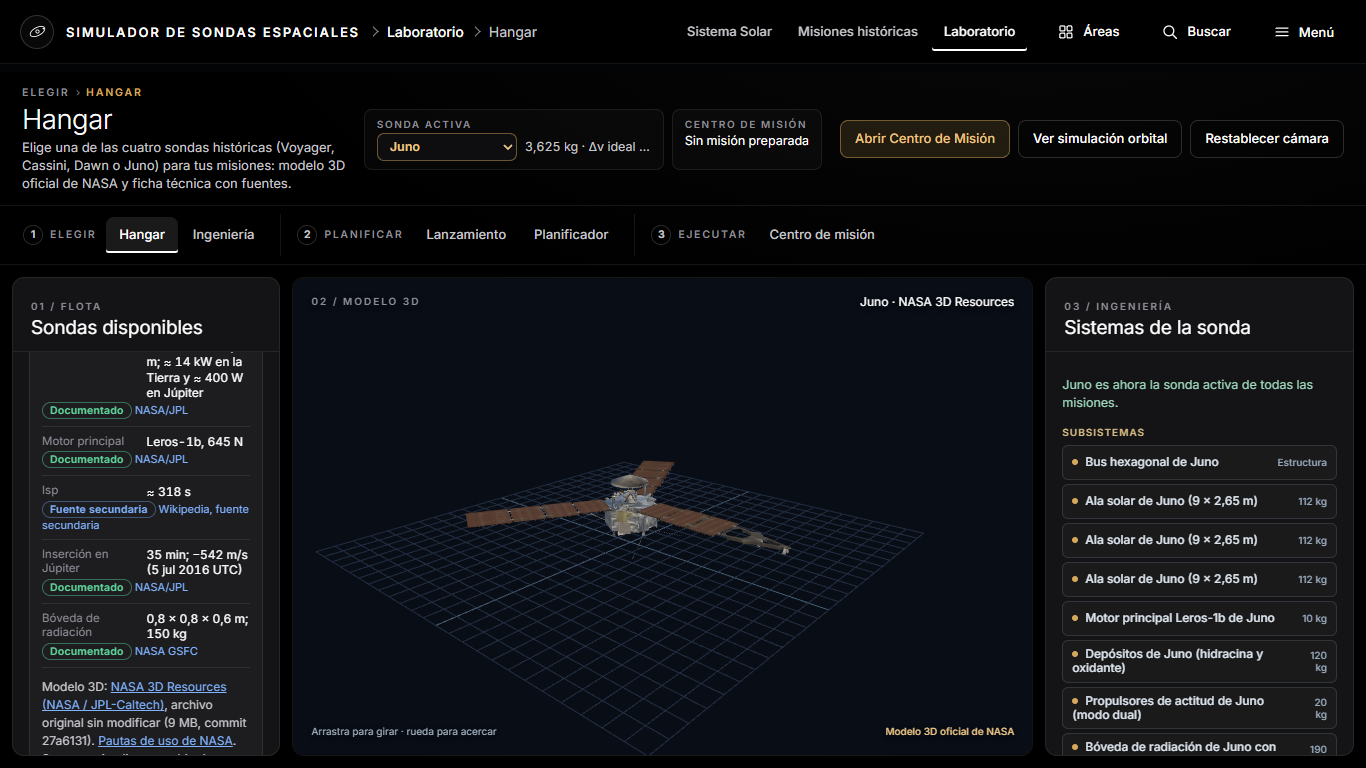 SIMULADOR DE SONDAS ESPACIALES
Laboratorio
Hangar
Sistema Solar
Misiones históricas
Laboratorio
Áreas
Buscar
Menú
ELEGIR › HANGAR
Hangar
Elige una de las cuatro sondas históricas (Voyager,
Cassini, Dawn o Juno) para tus misiones: modelo 3D
oficial de NASA y ficha técnica con fuentes.
SONDA ACTIVA
Juno
3,625 kg · Δv ideal ...
CENTRO DE MISIÓN
Sin misión preparada
Abrir Centro de Misión
Ver simulación orbital
Restablecer cámara
1 ELEGIR
Hangar
Ingeniería
2 PLANIFICAR
Lanzamiento
Planificador
3 EJECUTAR
Centro de misión
01 / FLOTA
Sondas disponibles
m; ≈ 14 kW en la
Tierra y ≈ 400 W
en Júpiter
Documentado NASA/JPL
Motor principal Leros-1b, 645 N
Documentado NASA/JPL
Isp ≈ 318 s
Fuente secundaria Wikipedia, fuente
secundaria
Inserción en 35 min; −542 m/s
Júpiter (5 jul 2016 UTC)
Documentado NASA/JPL
Bóveda de 0,8 × 0,8 × 0,6 m;
radiación 150 kg
Documentado NASA GSFC
Modelo 3D: NASA 3D Resources
(NASA / JPL-Caltech), archivo
original sin modificar (9 MB, commit
27a6131). Pautas de uso de NASA.
02 / MODELO 3D
Juno · NASA 3D Resources
Arrastra para girar · rueda para acercar
Modelo 3D oficial de NASA
03 / INGENIERÍA
Sistemas de la sonda
Juno es ahora la sonda activa de todas las
misiones.
SUBSISTEMAS
Bus hexagonal de Juno Estructura
Ala solar de Juno (9 × 2,65 m) 112 kg
Ala solar de Juno (9 × 2,65 m) 112 kg
Ala solar de Juno (9 × 2,65 m) 112 kg
Motor principal Leros-1b de Juno 10 kg
Depósitos de Juno (hidracina y 120
oxidante) kg
Propulsores de actitud de Juno 20
(modo dual) kg
Bóveda de radiación de Juno con 190